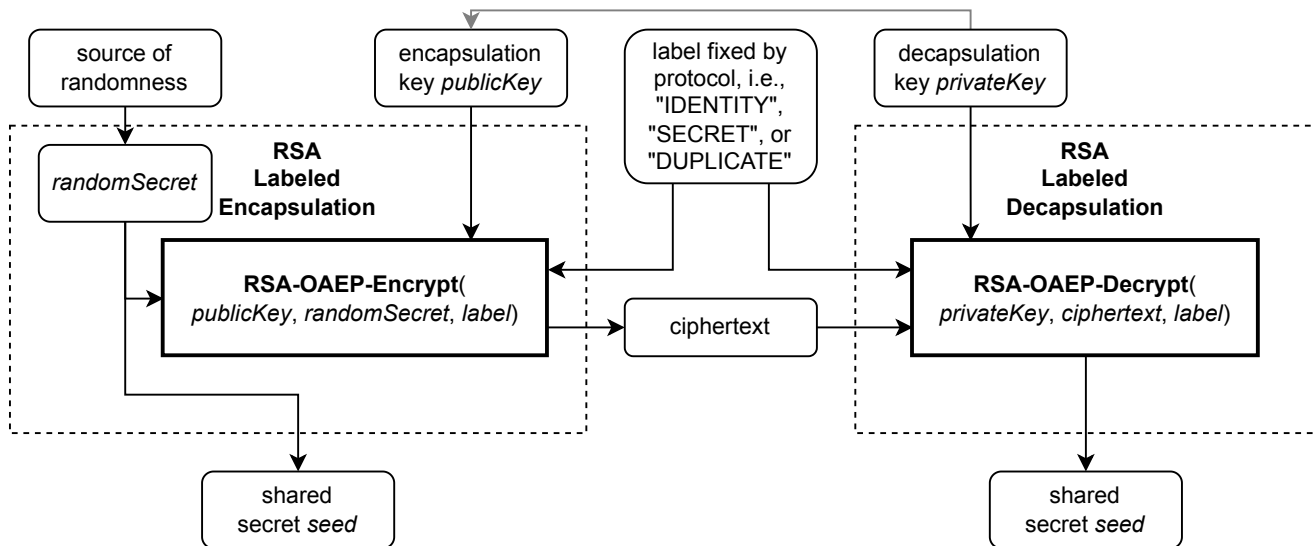 source of
randomness
encapsulation
key publicKey
label fixed by
protocol, i.e.,
"IDENTITY",
"SECRET", or
"DUPLICATE"
decapsulation
key privateKey
randomSecret
RSA
Labeled
Encapsulation
RSA
Labeled
Decapsulation
RSA-OAEP-Encrypt(
publicKey, randomSecret, label)
ciphertext
RSA-OAEP-Decrypt(
privateKey, ciphertext, label)
shared
secret seed
shared
secret seed